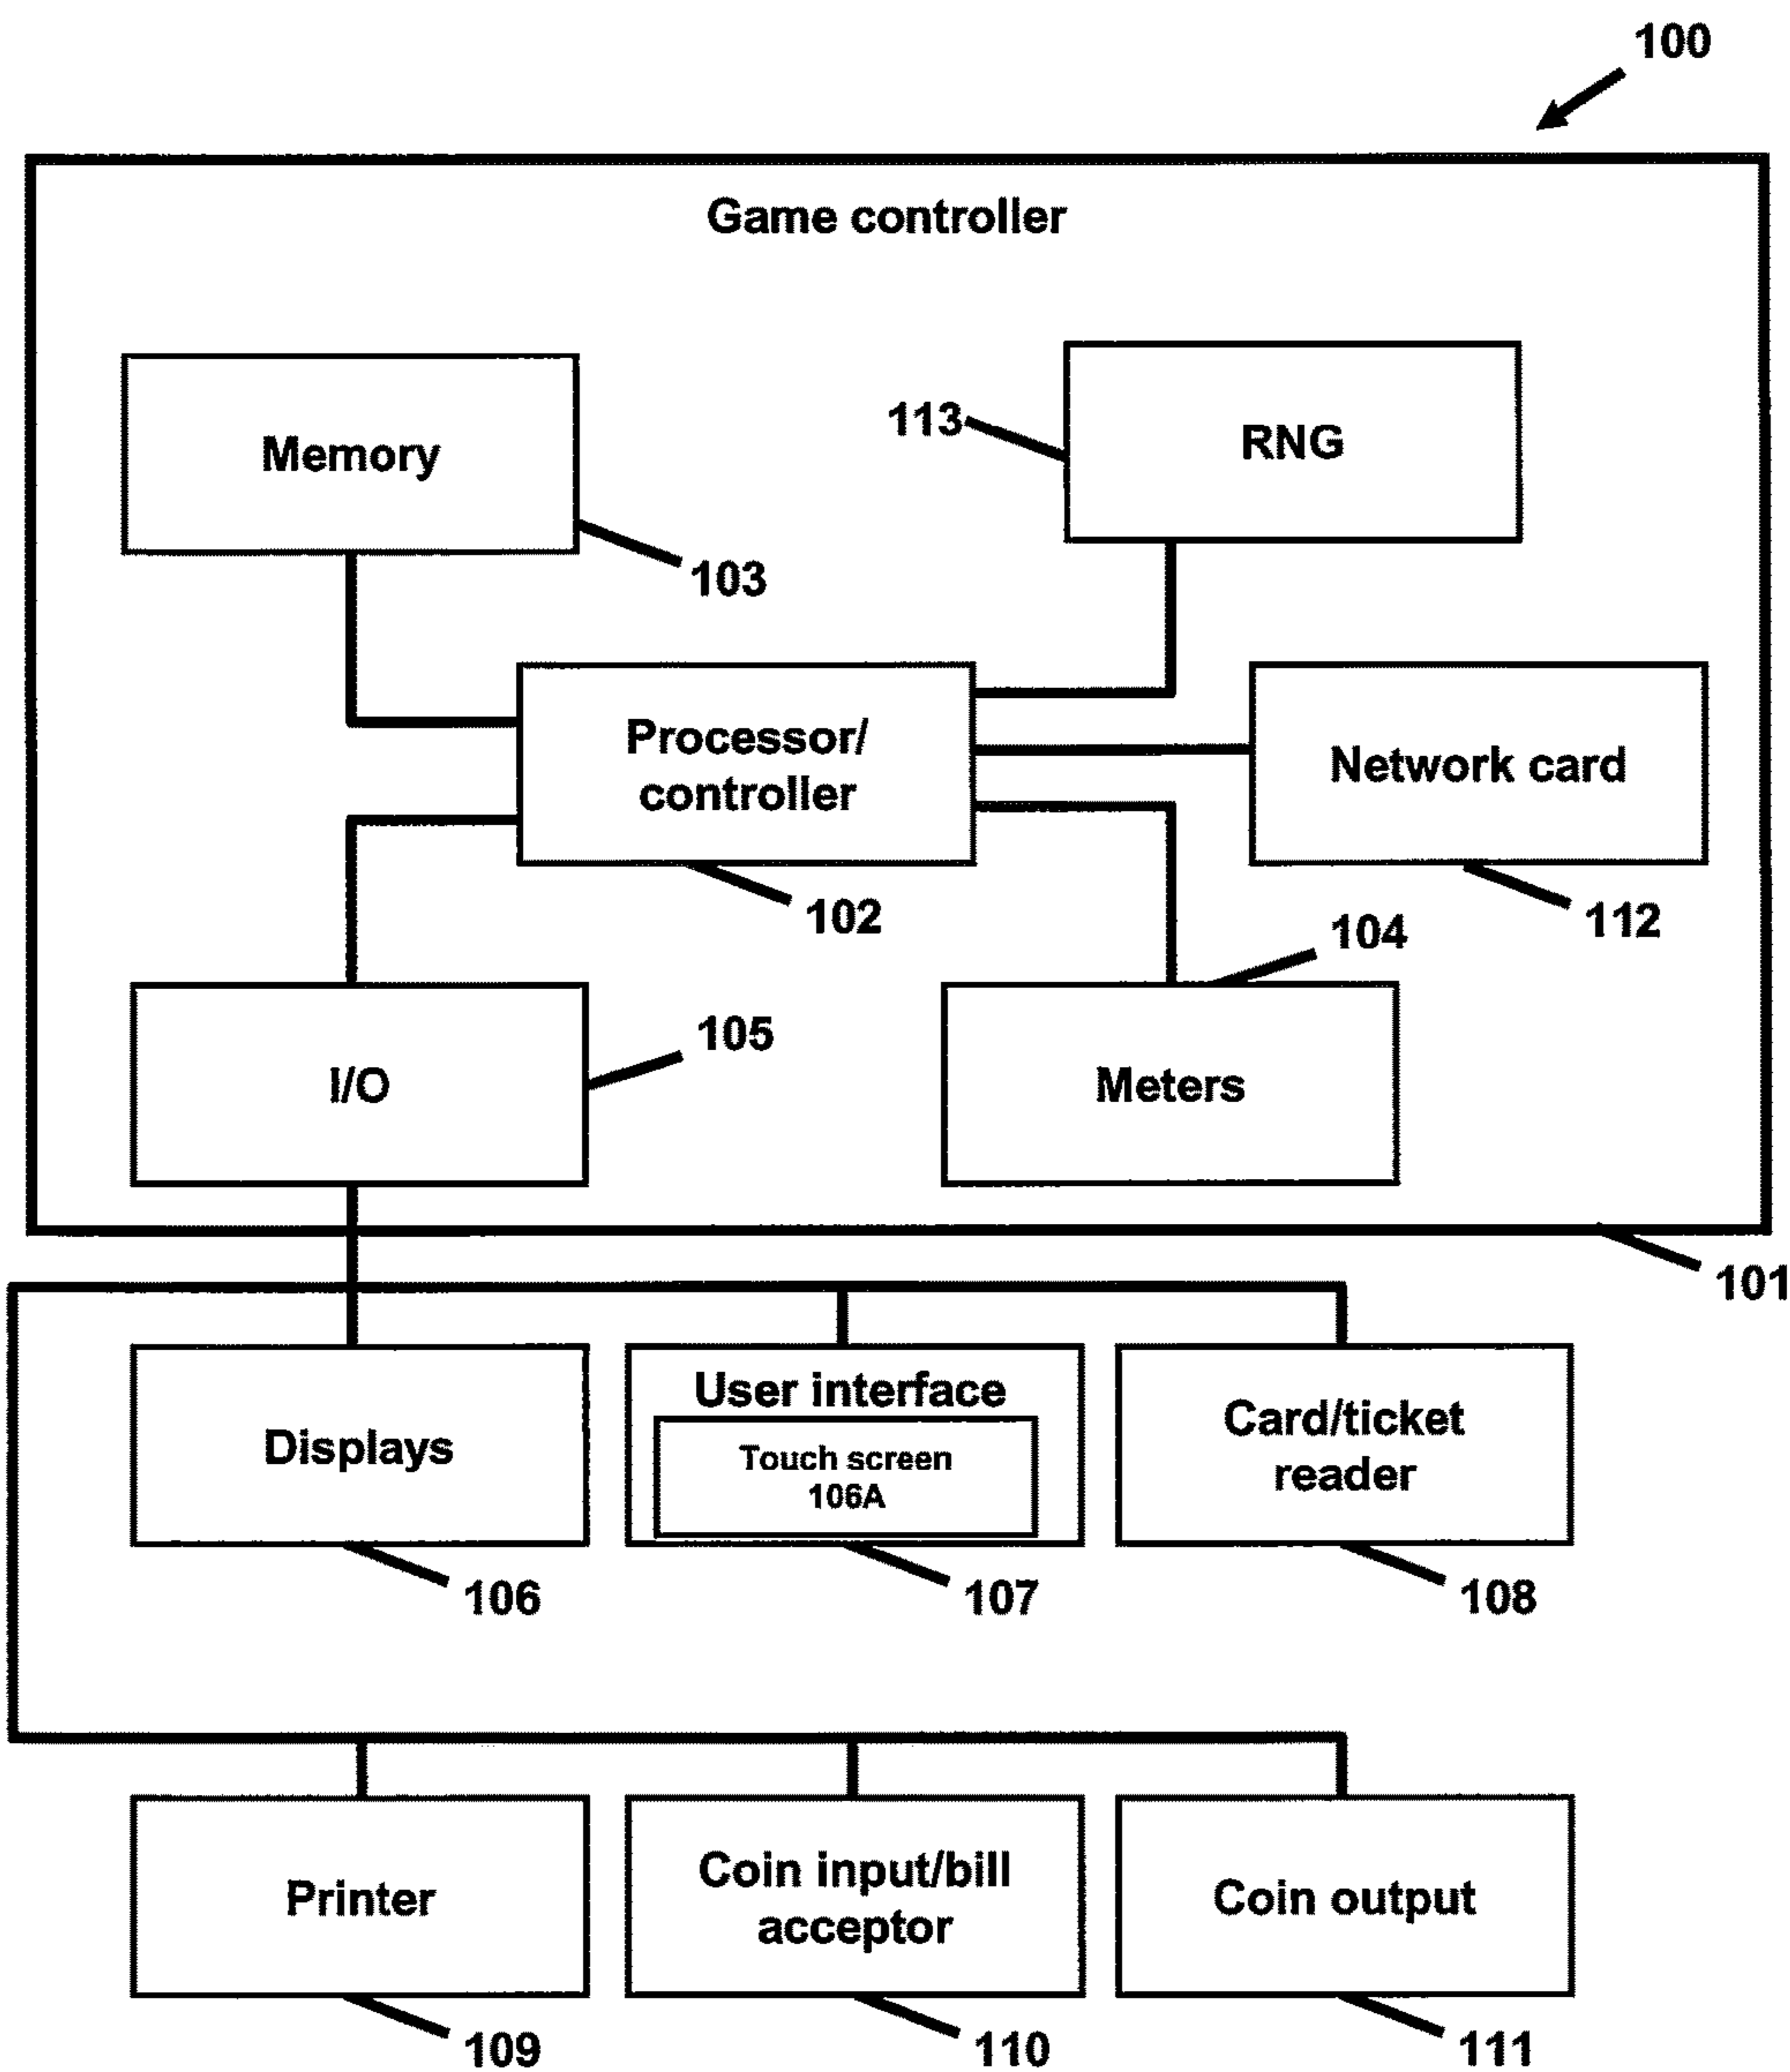 100
Game controller
Memory
103
113
RNG
Processor/
controller
102
Network card
112
104
I/O
105
Meters
101
Displays
106
User interface
Touch screen
106A
107
Card/ticket
reader
108
Printer
109
Coin input/bill
acceptor
110
Coin output
111